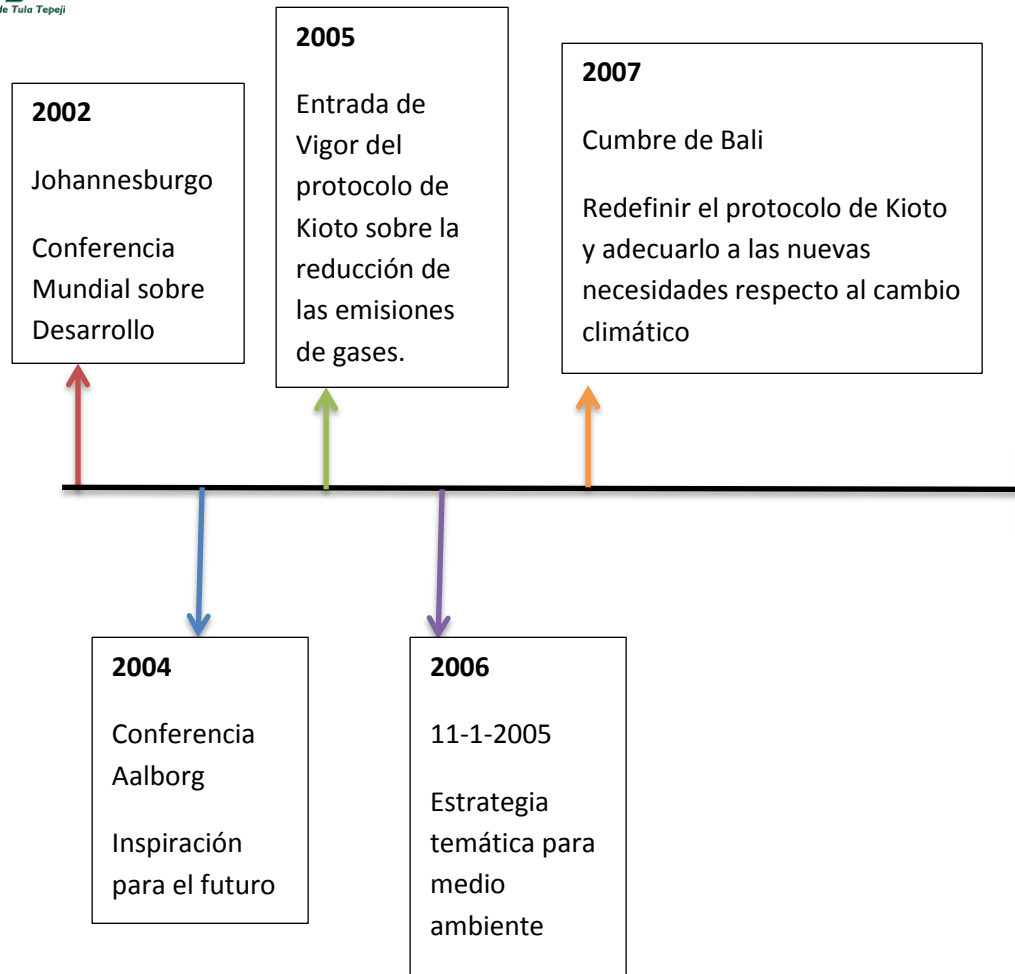 de Tula Tepeji
2002
Johannesburgo
Conferencia
Mundial sobre
Desarrollo
2005
Entrada de
Vigor del
protocolo de
Kioto sobre la
reducción de
las emisiones
de gases.
2007
Cumbre de Bali
Redefinir el protocolo de Kioto
y adecuarlo a las nuevas
necesidades respecto al cambio
climático
2004
Conferencia
Aalborg
Inspiración
para el futuro
2006
11-1-2005
Estrategia
temática para
medio
ambiente